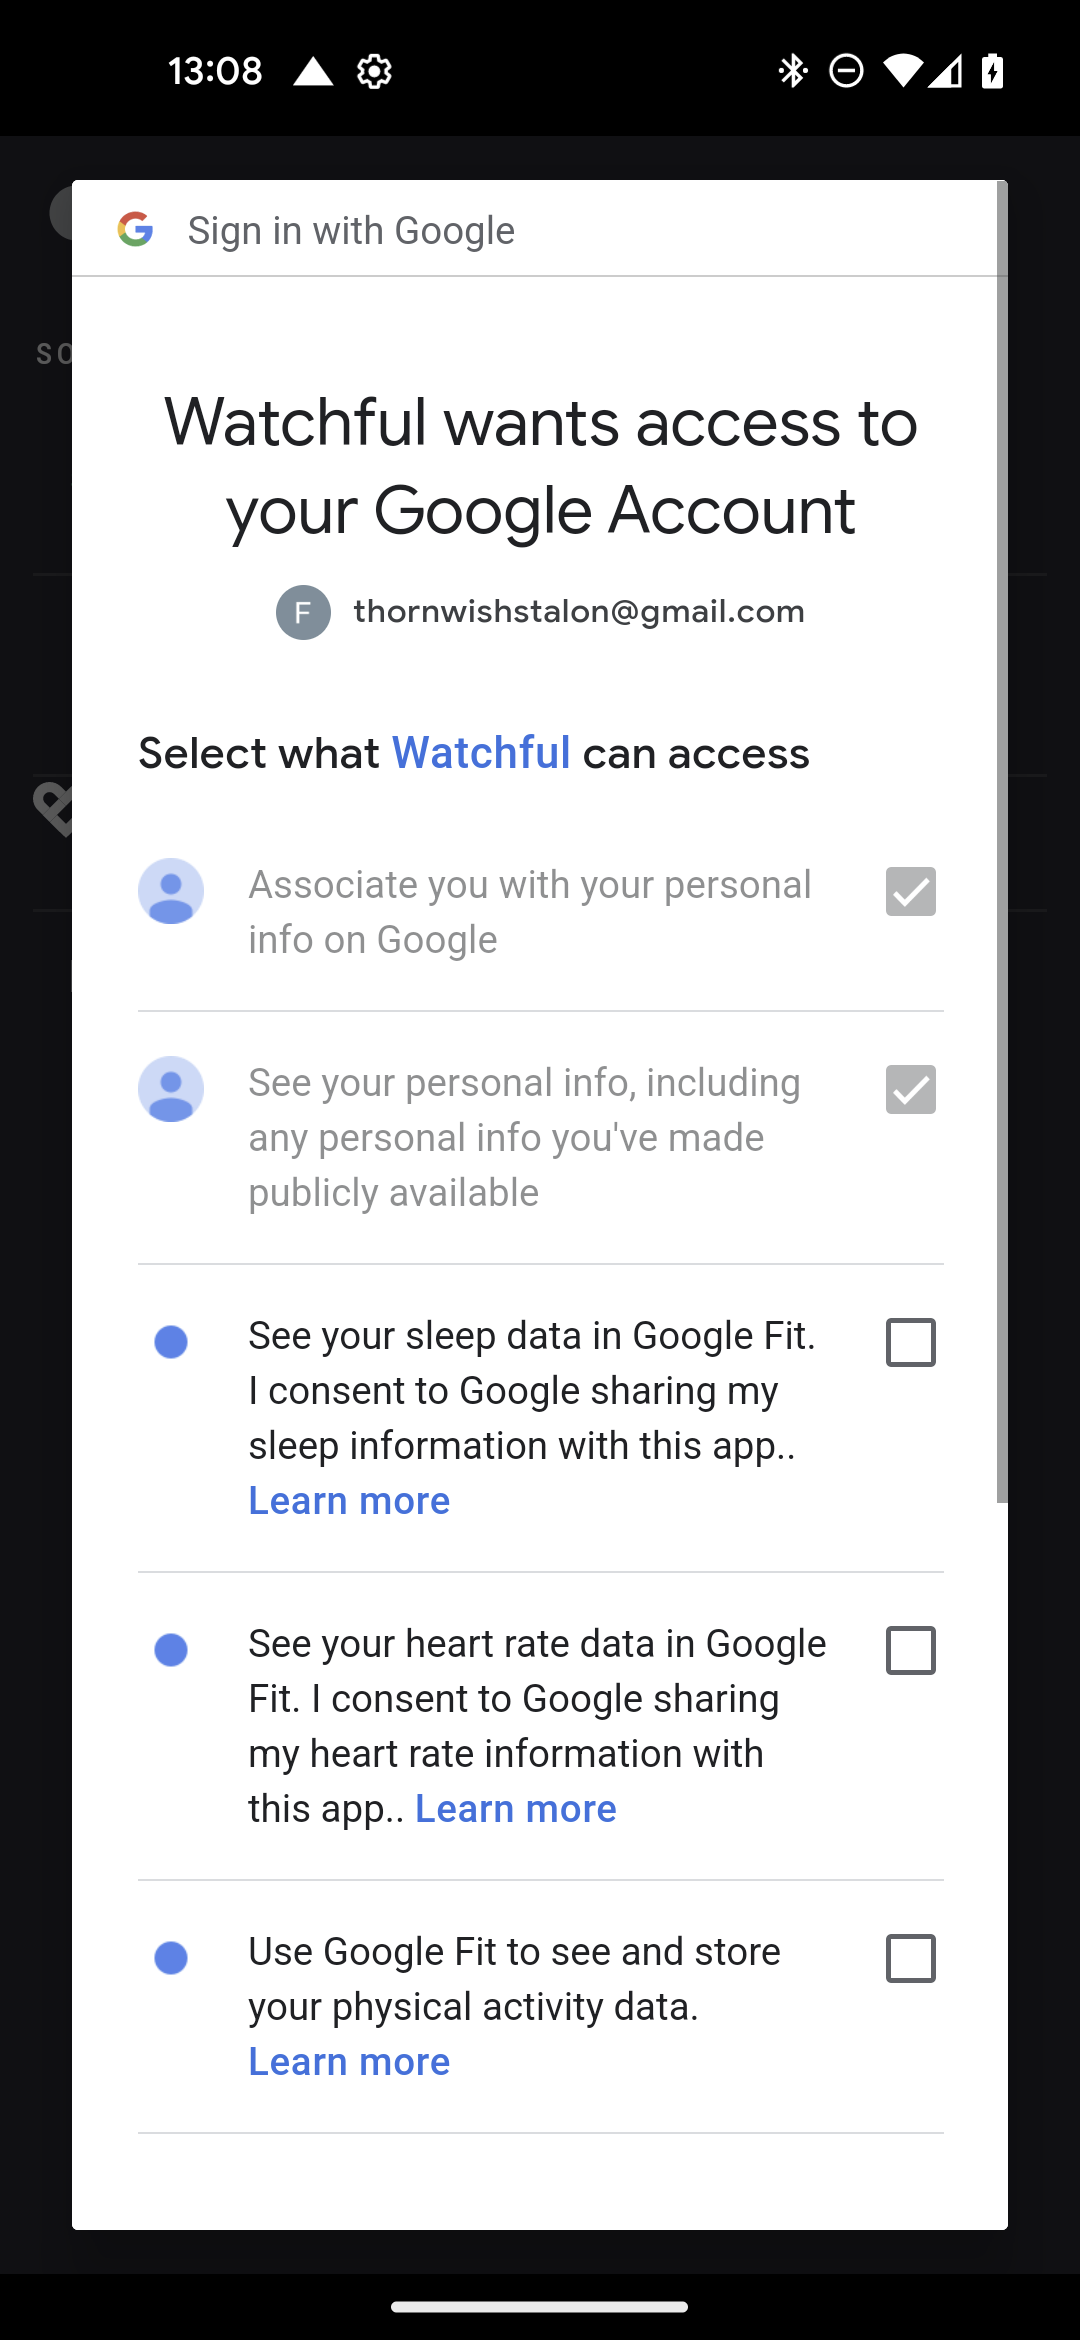 13:08
Sign in with Google
SO
Watchful wants access to
your Google Account
F thornwishstalon@gmail.com
Select what Watchful can access
Associate you with your personal
info on Google
See your personal info, including
any personal info you've made
publicly available
See your sleep data in Google Fit.
I consent to Google sharing my
sleep information with this app..
Learn more
See your heart rate data in Google
Fit. I consent to Google sharing
my heart rate information with
this app.. Learn more
Use Google Fit to see and store
your physical activity data.
Learn more